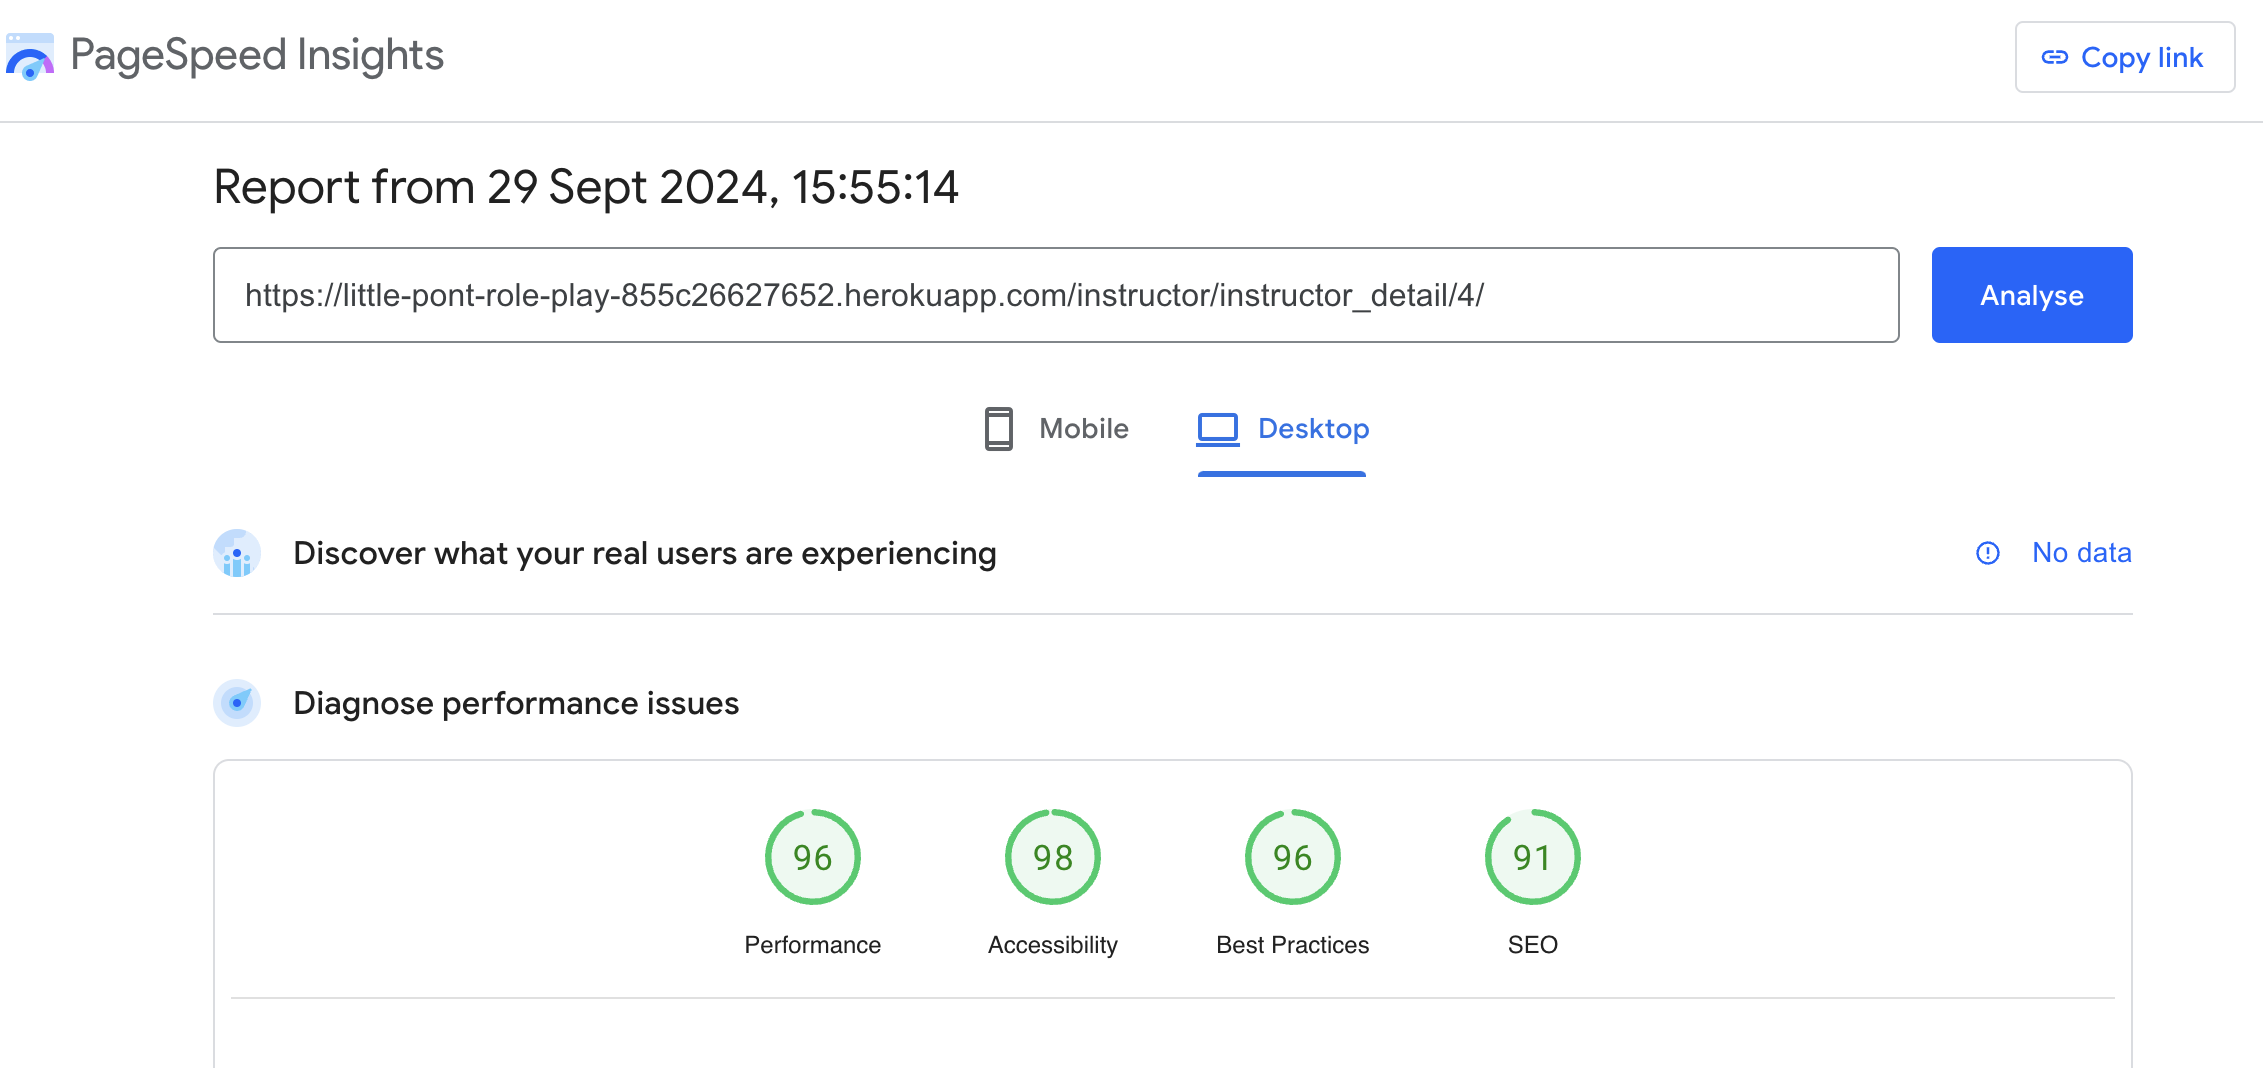 PageSpeed Insights
Copy link
Report from 29 Sept 2024, 15:55:14
https://little-pont-role-play-855c26627652.herokuapp.com/instructor/instructor_detail/4/
Analyse
Mobile
Desktop
Discover what your real users are experiencing
No data
Diagnose performance issues
96
98
96
91
Performance
Accessibility
Best Practices
SEO